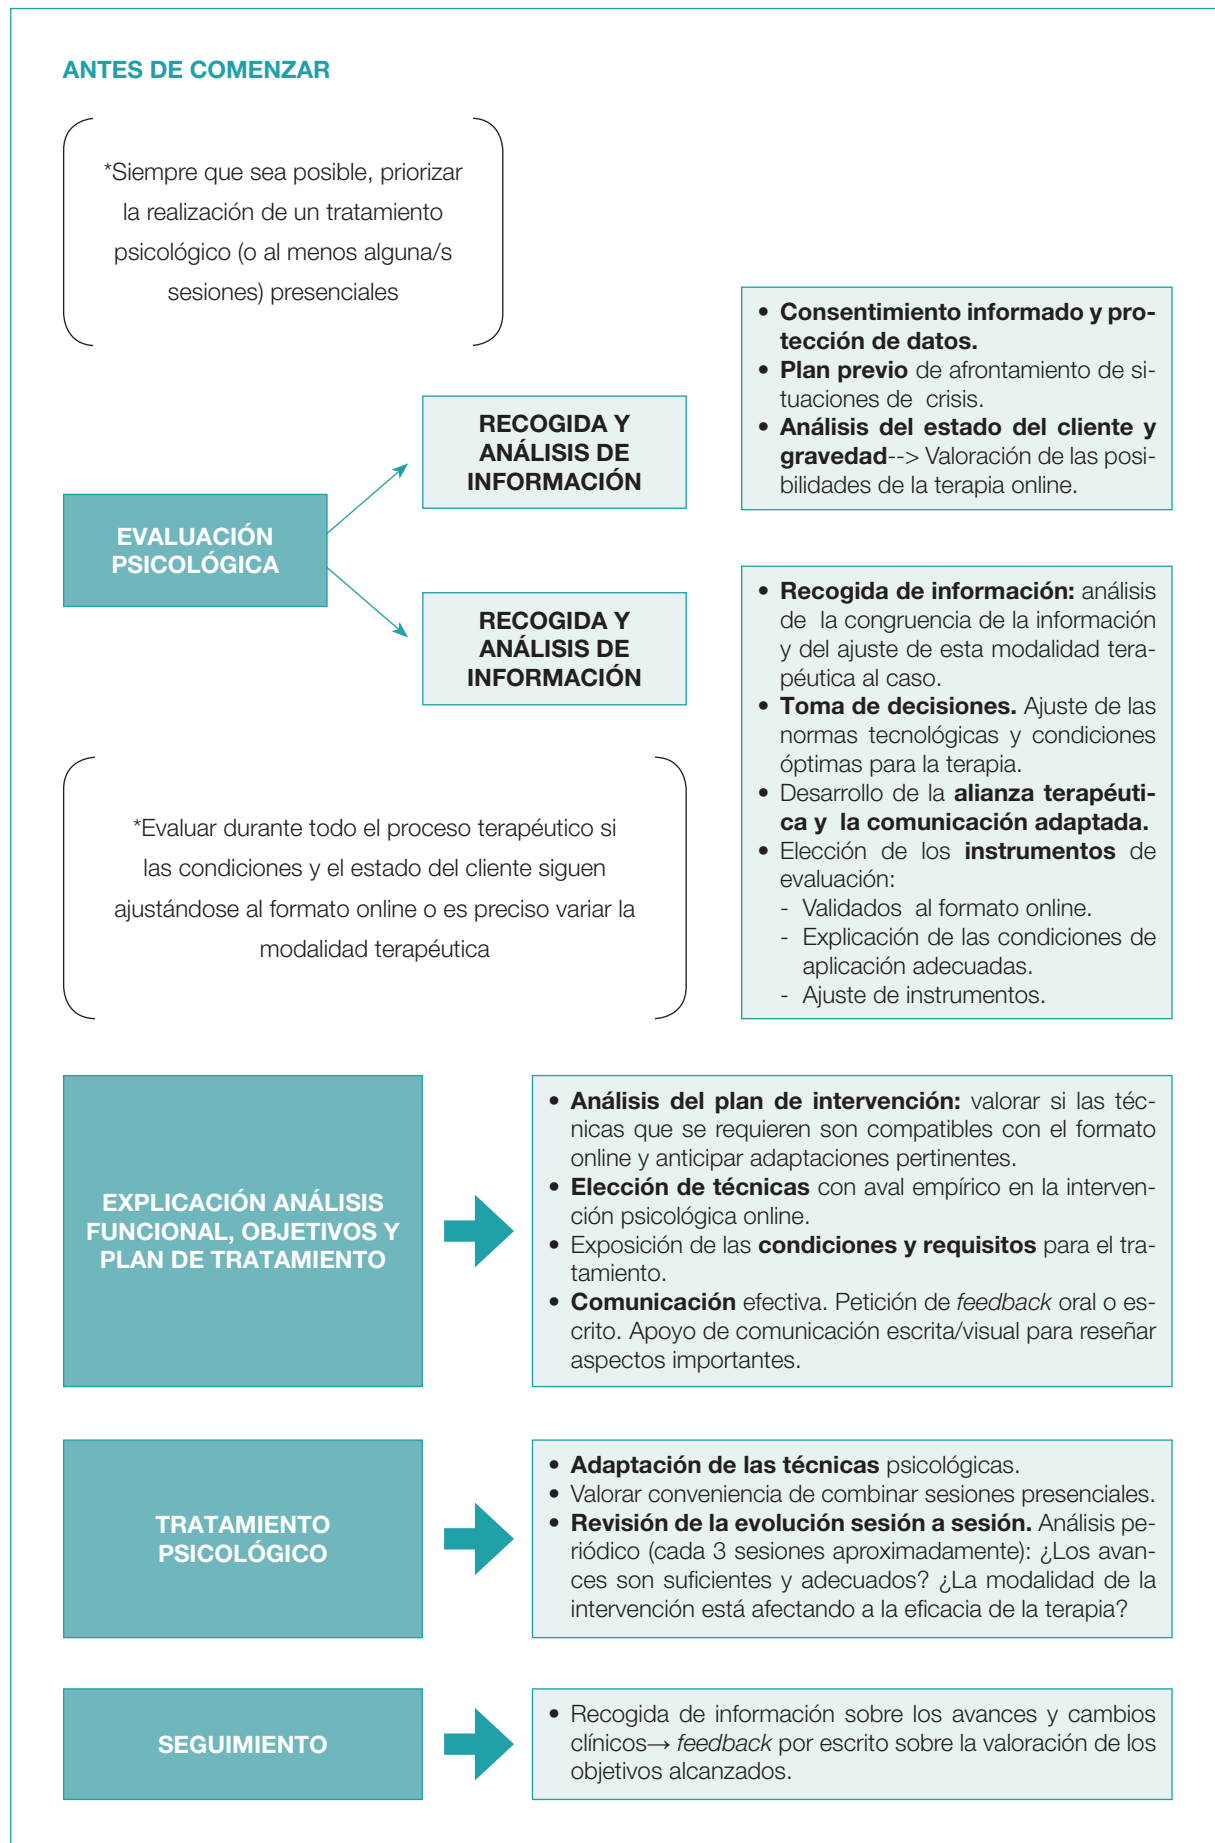 ANTES DE COMENZAR
*Siempre que sea posible, priorizar
la realización de un tratamiento
psicológico (o al menos alguna/s
sesiones) presenciales
EVALUACIÓN
PSICOLÓGICA
RECOGIDA Y
ANÁLISIS DE
INFORMACIÓN
• Consentimiento informado y pro-
tección de datos.
• Plan previo de afrontamiento de si-
tuaciones de crisis.
• Análisis del estado del cliente y
gravedad--> Valoración de las posi-
bilidades de la terapia online.
RECOGIDA Y
ANÁLISIS DE
INFORMACIÓN
• Recogida de información: análisis
de la congruencia de la información
y del ajuste de esta modalidad tera-
péutica al caso.
• Toma de decisiones. Ajuste de las
normas tecnológicas y condiciones
óptimas para la terapia.
• Desarrollo de la alianza terapéuti-
ca y la comunicación adaptada.
• Elección de los instrumentos de
evaluación:
- Validados al formato online.
- Explicación de las condiciones de
aplicación adecuadas.
- Ajuste de instrumentos.
*Evaluar durante todo el proceso terapéutico si
las condiciones y el estado del cliente siguen
ajustándose al formato online o es preciso variar la
modalidad terapéutica
EXPLICACIÓN ANÁLISIS
FUNCIONAL, OBJETIVOS Y
PLAN DE TRATAMIENTO
• Análisis del plan de intervención: valorar si las téc-
nicas que se requieren son compatibles con el formato
online y anticipar adaptaciones pertinentes.
• Elección de técnicas con aval empírico en la interven-
ción psicológica online.
• Exposición de las condiciones y requisitos para el tra-
tamiento.
• Comunicación efectiva. Petición de feedback oral o es-
crito. Apoyo de comunicación escrita/visual para reseñar
aspectos importantes.
TRATAMIENTO
PSICOLÓGICO
• Adaptación de las técnicas psicológicas.
• Valorar conveniencia de combinar sesiones presenciales.
• Revisión de la evolución sesión a sesión. Análisis pe-
riódico (cada 3 sesiones aproximadamente): ¿Los avan-
ces son suficientes y adecuados? ¿La modalidad de la
intervención está afectando a la eficacia de la terapia?
SEGUIMIENTO
• Recogida de información sobre los avances y cambios
clínicos→ feedback por escrito sobre la valoración de los
objetivos alcanzados.